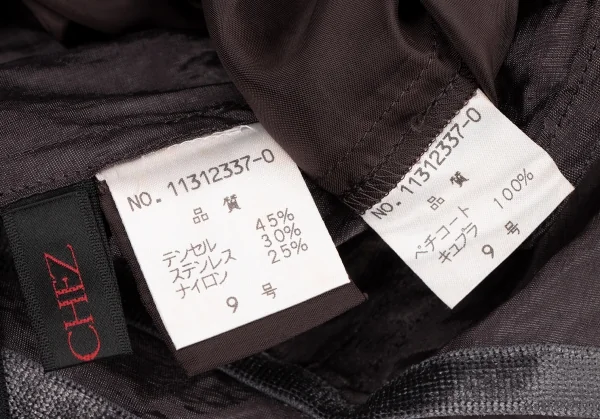 CHEZ
NO. 11312337-0
品 質
テンセル 45%
ステンレス 30%
ナイロン 25%
9 号
NO. 11312337-0
品 質
ペチコート
キュプラ 100%
9 号